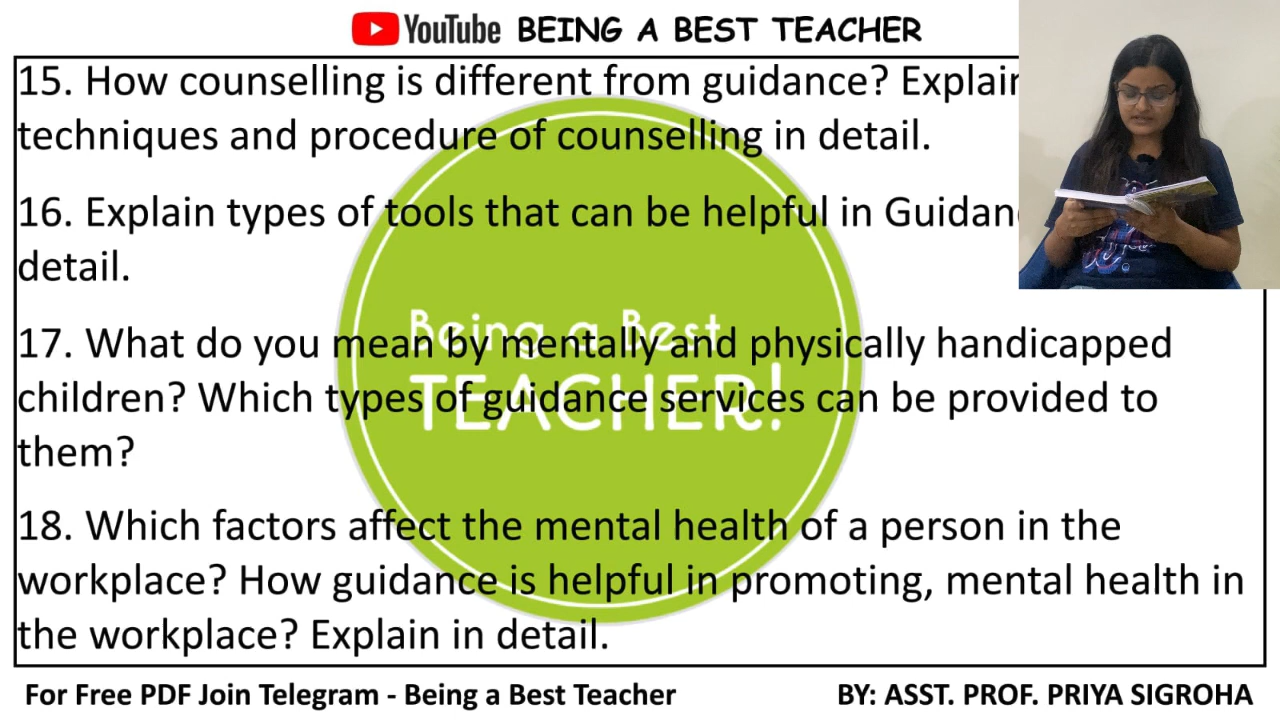 YouTube BEING A BEST TEACHER
15. How counselling is different from guidance? Explain
techniques and procedure of counselling in detail.
16. Explain types of tools that can be helpful in
detail.
17. What do you mean by mentally and physically handicapped
children? Which types of guidance services can be provided to
them?
18. Which factors affect the mental health of a person in the
workplace? How guidance is helpful in promoting, mental health in
the workplace? Explain in detail.
Being a Best
TEACHER!
For Free PDF Join Telegram - Being a Best Teacher
BY: ASST. PROF. PRIYA SIGROHA